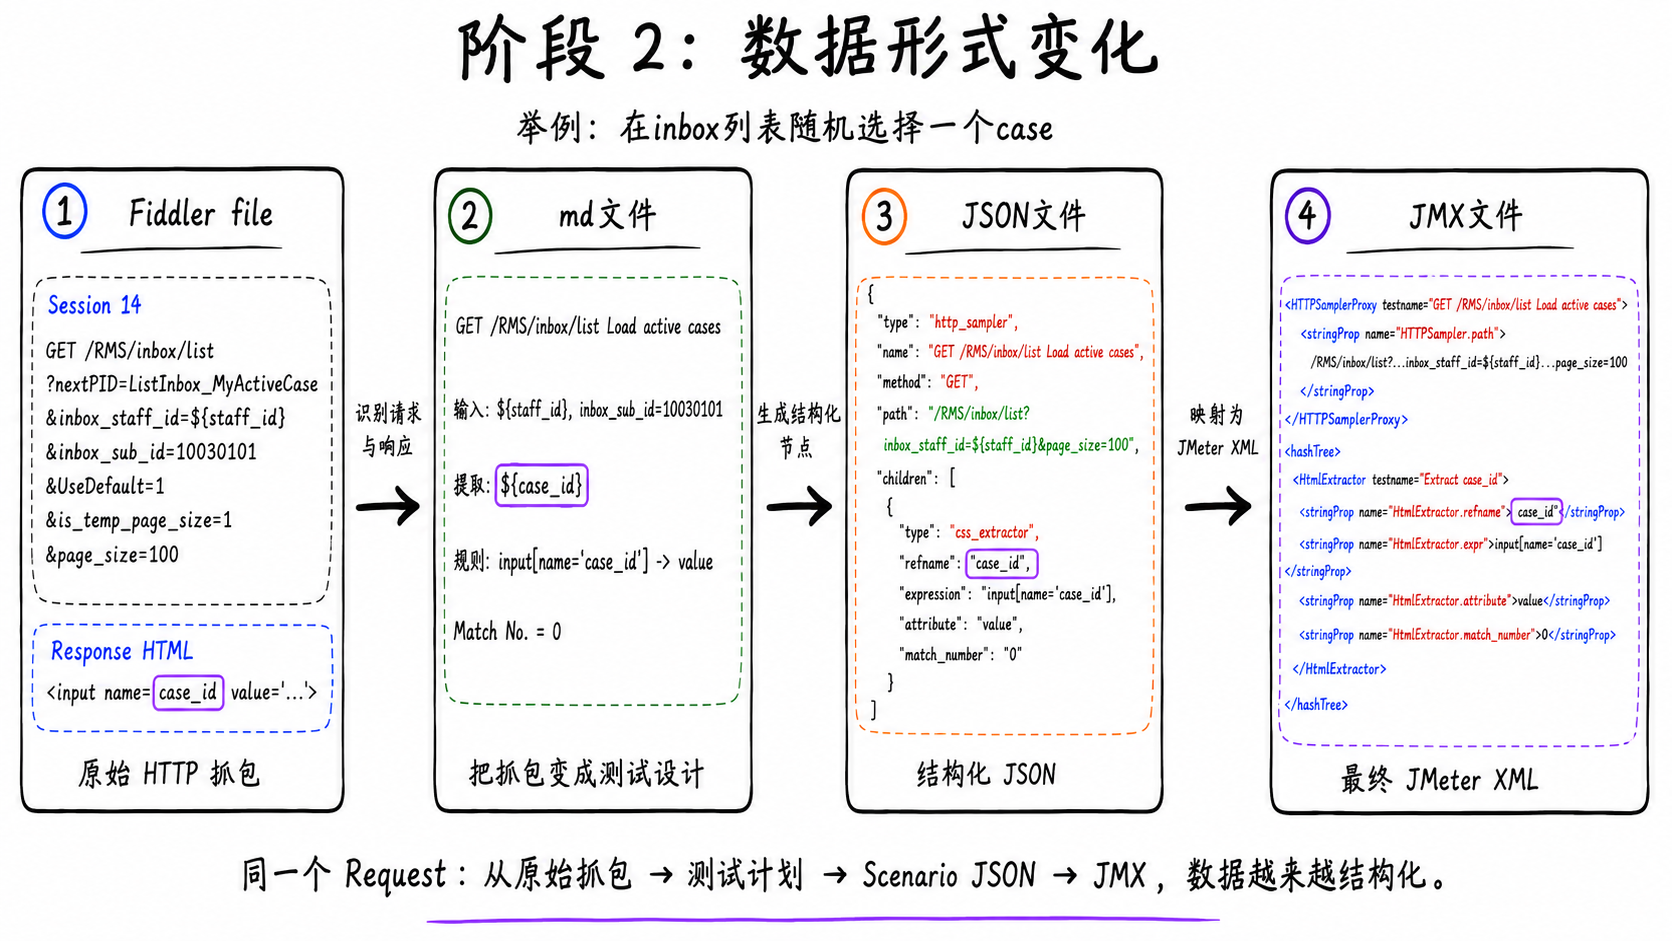 阶段 2：数据形式变化
举例：在inbox列表随机选择一个case
1 Fiddler file
Session 14
GET /RMS/inbox/list
?nextPID=ListInbox_MyActiveCase
&inbox_staff_id=${staff_id}
&inbox_sub_id=10030101
&UseDefault=1
&is_temp_page_size=1
&page_size=100
Response HTML
<input name=case_id value='...'>
原始 HTTP 抓包
识别请求
与响应
2 md文件
GET /RMS/inbox/list Load active cases
输入: ${staff_id}, inbox_sub_id=10030101
提取: ${case_id}
规则: input[name='case_id'] -> value
Match No. = 0
把抓包变成测试设计
生成结构化
节点
3 JSON文件
{
"type": "http_sampler",
"name": "GET /RMS/inbox/list Load active cases",
"method": "GET",
"path": "/RMS/inbox/list?
inbox_staff_id=${staff_id}&page_size=100",
"children": [
{
"type": "css_extractor",
"refname": "case_id",
"expression": "input[name='case_id'],
"attribute": "value",
"match_number": "0"
}
]
结构化 JSON
映射为
JMeter XML
4 JMX文件
<HTTPSamplerProxy testname="GET /RMS/inbox/list Load active cases">
<stringProp name="HTTPSampler.path">
/RMS/inbox/list?...inbox_staff_id=${staff_id}...page_size=100
</stringProp>
</HTTPSamplerProxy>
<hashTree>
<HtmlExtractor testname="Extract case_id">
<stringProp name="HtmlExtractor.refname">case_id"</stringProp>
<stringProp name="HtmlExtractor.expr">input[name='case_id']
</stringProp>
<stringProp name="HtmlExtractor.attribute">value</stringProp>
<stringProp name="HtmlExtractor.match_number">0</stringProp>
</HtmlExtractor>
</hashTree>
最终 JMeter XML
同一个 Request：从原始抓包 → 测试计划 → Scenario JSON → JMX，数据越来越结构化。